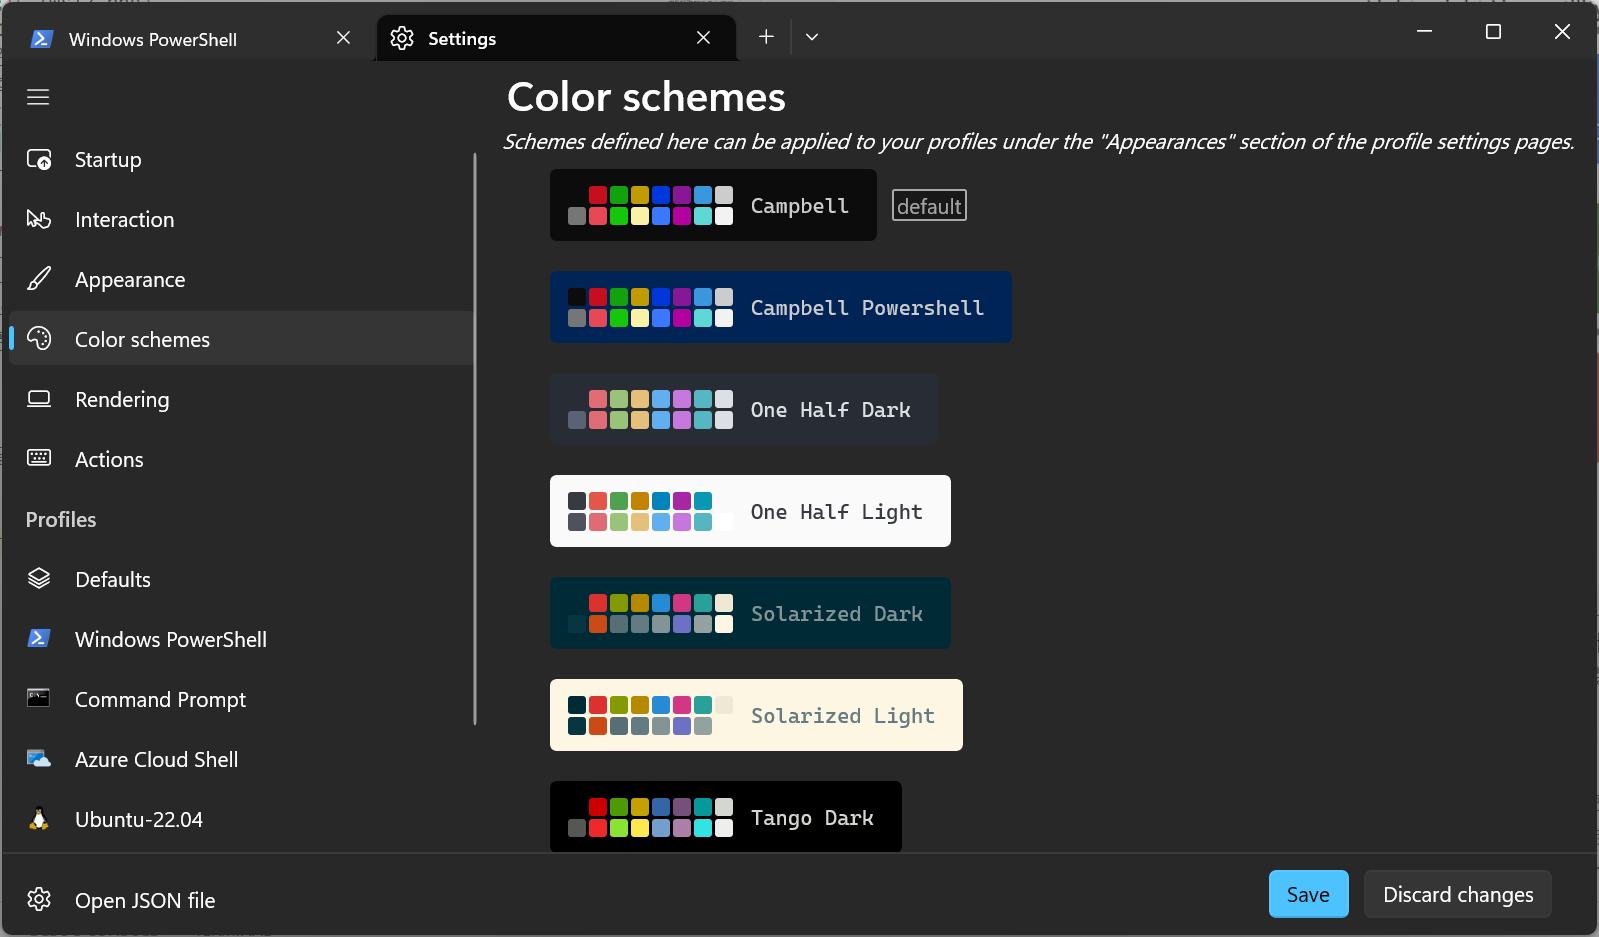 Windows PowerShell
Settings
Startup
Interaction
Appearance
Color schemes
Rendering
Actions
Profiles
Defaults
Windows PowerShell
Command Prompt
Azure Cloud Shell
Ubuntu-22.04
Open JSON file
Color schemes
Schemes defined here can be applied to your profiles under the "Appearances" section of the profile settings pages.
Campbell default
Campbell Powershell
One Half Dark
One Half Light
Solarized Dark
Solarized Light
Tango Dark
Save Discard changes